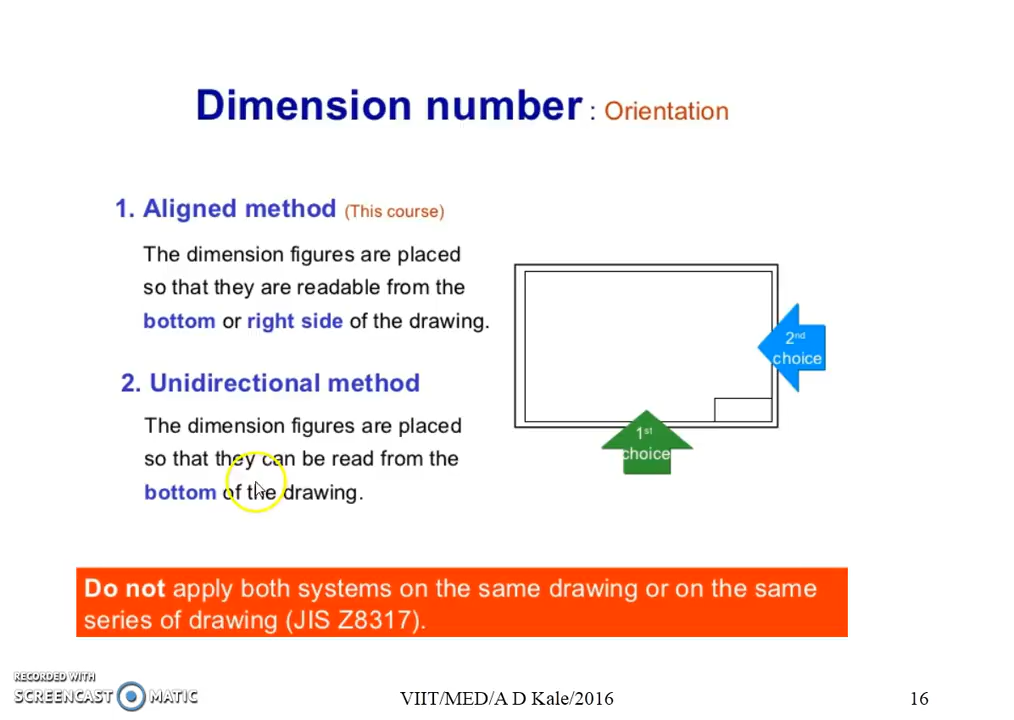 Dimension number : Orientation
1. Aligned method (This course)
The dimension figures are placed
so that they are readable from the
bottom or right side of the drawing.
2nd
choice
2. Unidirectional method
The dimension figures are placed
so that they can be read from the
bottom of the drawing.
1st
choice
Do not apply both systems on the same drawing or on the same
series of drawing (JIS Z8317).
RECORDED WITH
SCREENCAST MATIC
VIIT/MED/A D Kale/2016
16